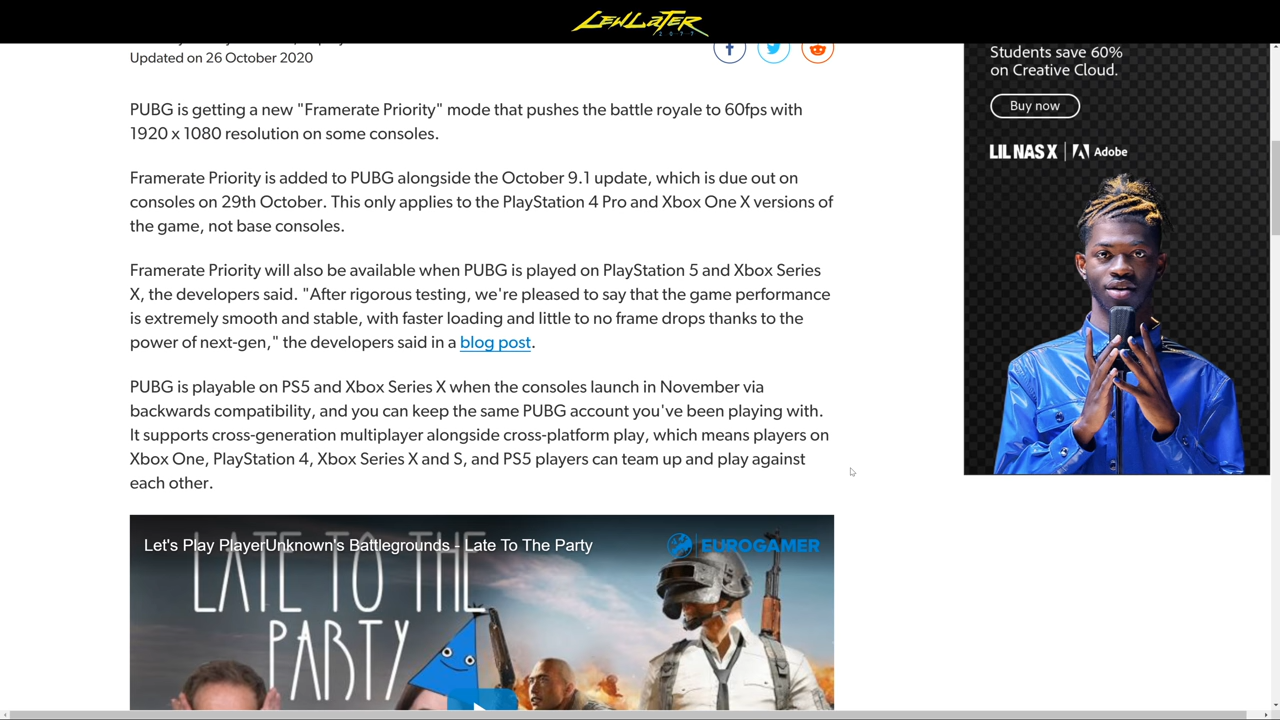 LEWLATER
2077
Updated on 26 October 2020
PUBG is getting a new "Framerate Priority" mode that pushes the battle royale to 60fps with
1920 x 1080 resolution on some consoles.
Framerate Priority is added to PUBG alongside the October 9.1 update, which is due out on
consoles on 29th October. This only applies to the PlayStation 4 Pro and Xbox One X versions of
the game, not base consoles.
Framerate Priority will also be available when PUBG is played on PlayStation 5 and Xbox Series
X, the developers said. "After rigorous testing, we're pleased to say that the game performance
is extremely smooth and stable, with faster loading and little to no frame drops thanks to the
power of next-gen," the developers said in a blog post.
PUBG is playable on PS5 and Xbox Series X when the consoles launch in November via
backwards compatibility, and you can keep the same PUBG account you've been playing with.
It supports cross-generation multiplayer alongside cross-platform play, which means players on
Xbox One, PlayStation 4, Xbox Series X and S, and PS5 players can team up and play against
each other.
Let's Play PlayerUnknown's Battlegrounds - Late To The Party
EUROGAMER
LATE TO THE
PARTY
Students save 60%
on Creative Cloud.
Buy now
LIL NAS X | Adobe